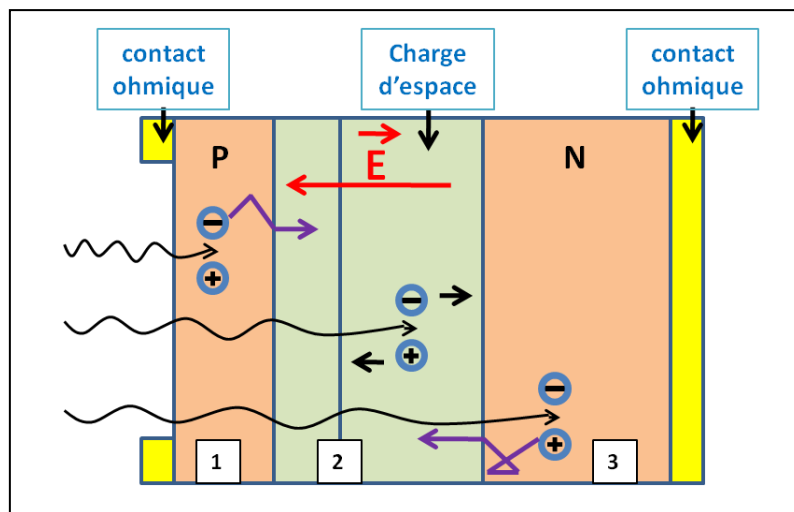 contact
ohmique
Charge
d’espace
contact
ohmique
P
E
N
−
+
−
+
−
+
1
2
3